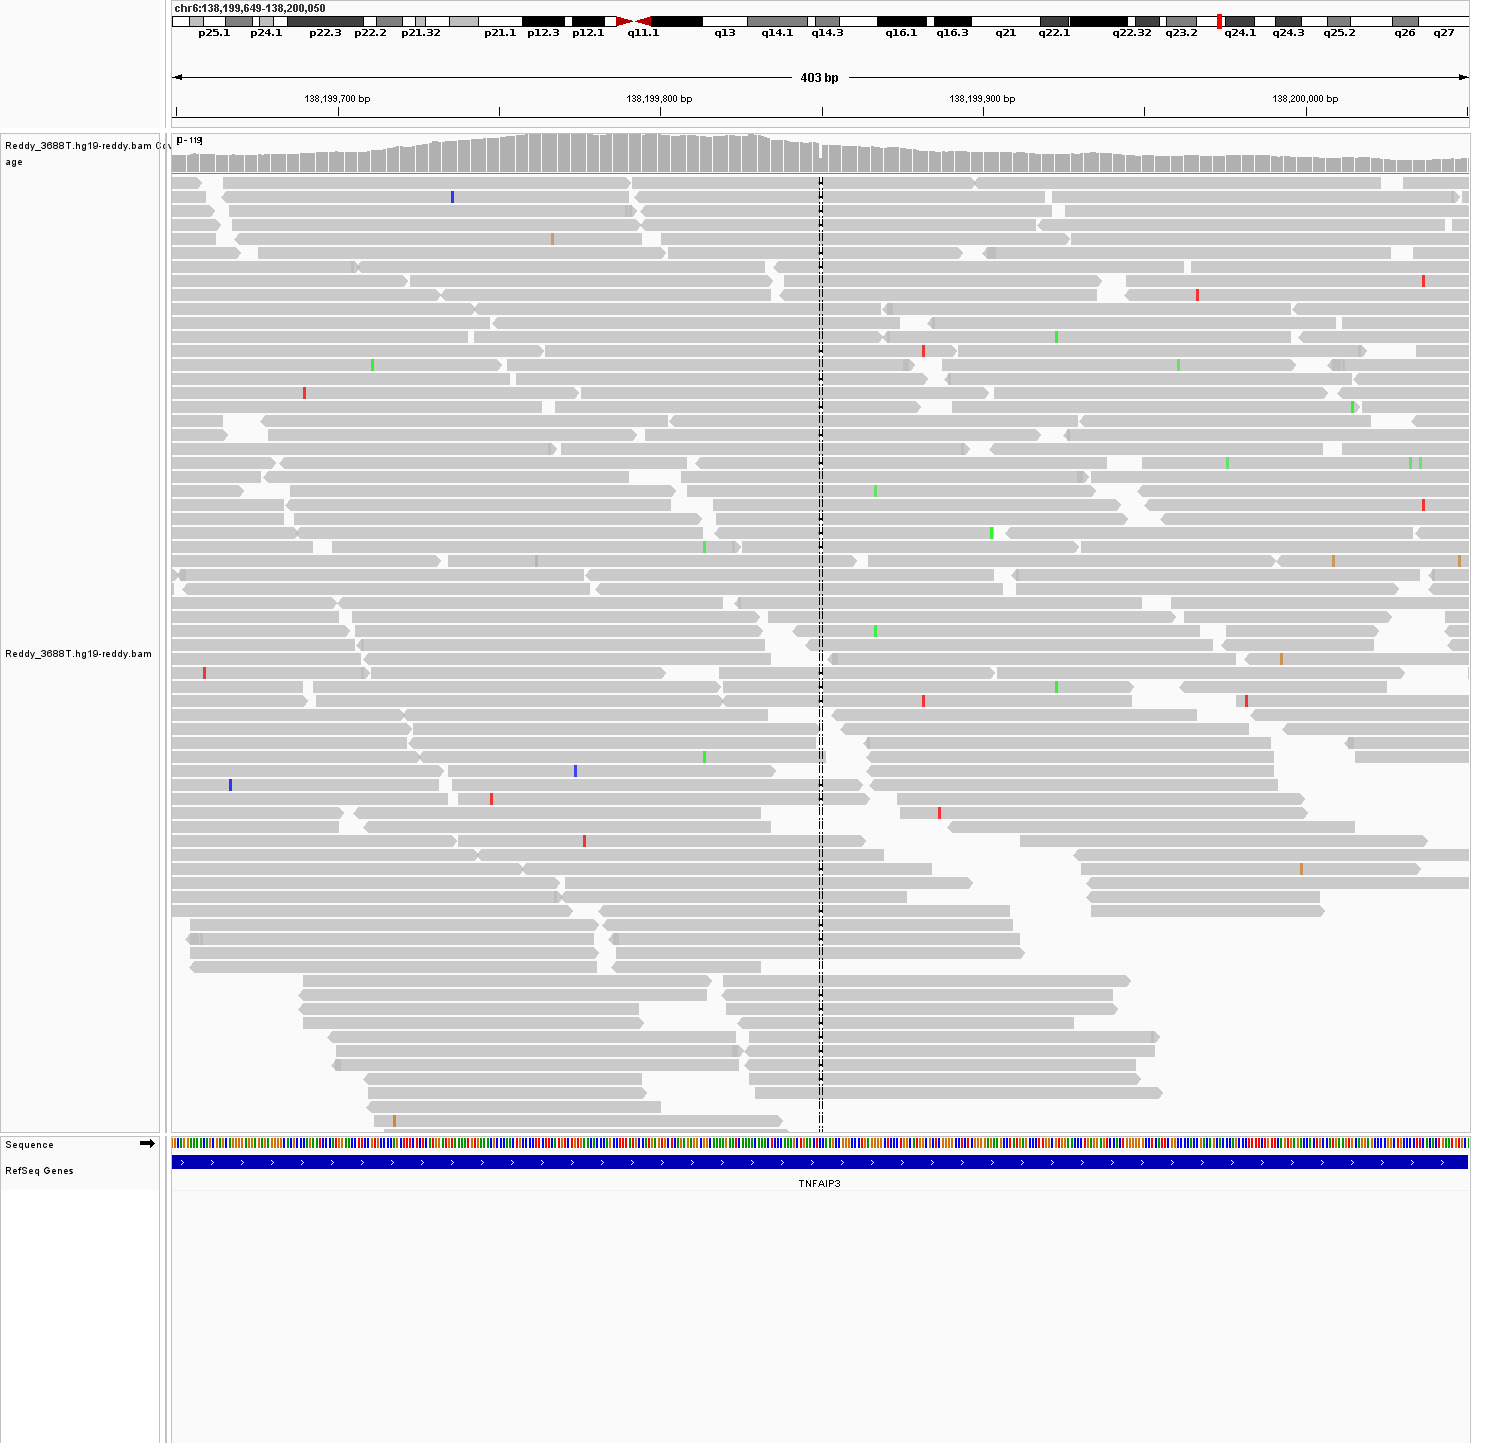 chr6:138,199,649-138,200,050
p25.1 p24.1 p22.3 p22.2 p21.32 p21.1 p12.3 p12.1 q11.1 q13 q14.1 q14.3 q16.1 q16.3 q21 q22.1 q22.32 q23.2 q24.1 q24.3 q25.2 q26 q27
403 bp
138,199,700 bp 138,199,800 bp 138,199,900 bp 138,200,000 bp
[0 - 119]
Reddy_3688T.hg19-reddy.bam Cov
age
Reddy_3688T.hg19-reddy.bam
Sequence
RefSeq Genes
TNFAIP3